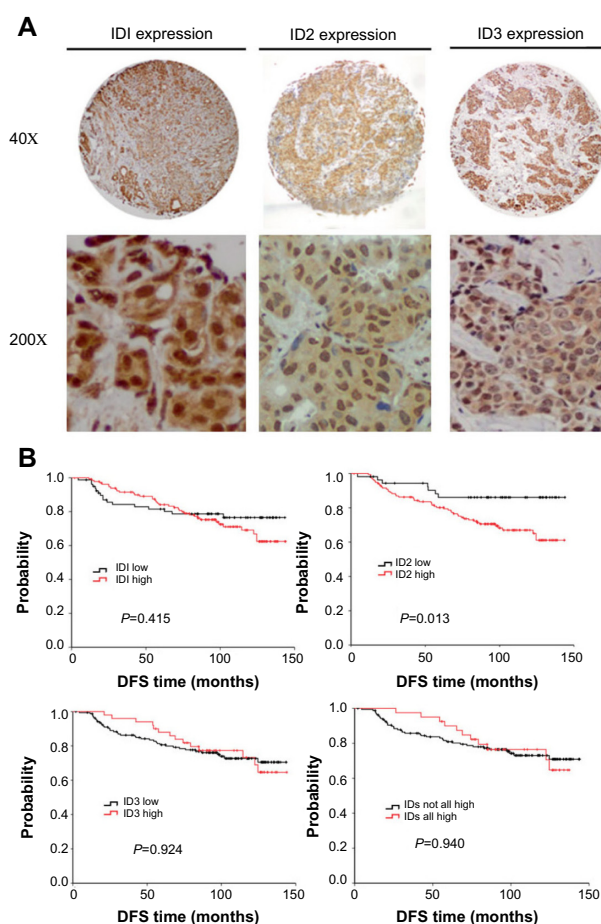 A
IDI expression
ID2 expression
ID3 expression
40X
200X
B
1.0
0.8
0.6
0.4
0.2
0.0
Probability
IDI low
IDI high
P=0.415
0 50 100 150
DFS time (months)
1.0
0.8
0.6
0.4
0.2
0.0
Probability
ID2 low
ID2 high
P=0.013
0 50 100 150
DFS time (months)
1.0
0.8
0.6
0.4
0.2
0.0
Probability
ID3 low
ID3 high
P=0.924
0 50 100 150
DFS time (months)
1.0
0.8
0.6
0.4
0.2
0.0
Probability
IDs not all high
IDs all high
P=0.940
0 50 100 150
DFS time (months)